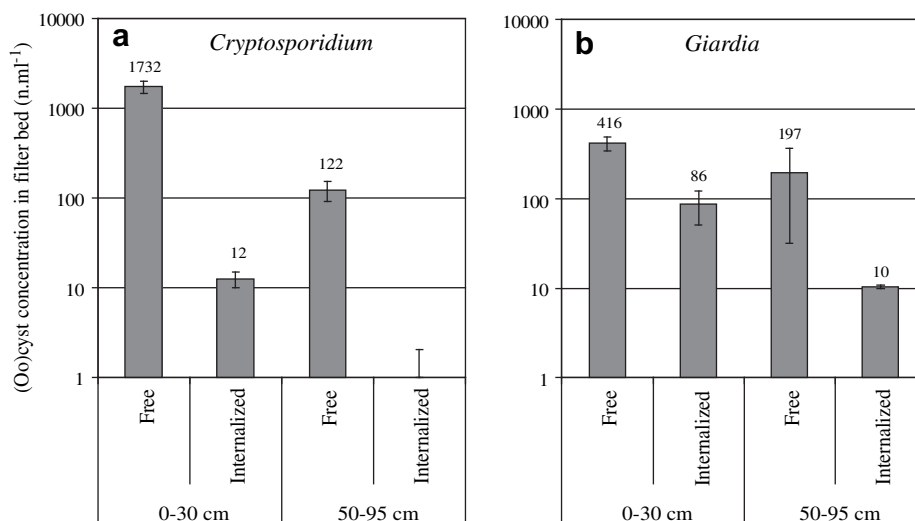 (Oo)cyst concentration in filter bed (n.ml⁻¹)
a
Cryptosporidium
10000
1000
100
10
1
1732
12
122
Free
Internalized
Free
Internalized
0-30 cm
50-95 cm
b
Giardia
10000
1000
100
10
1
416
86
197
10
Free
Internalized
Free
Internalized
0-30 cm
50-95 cm